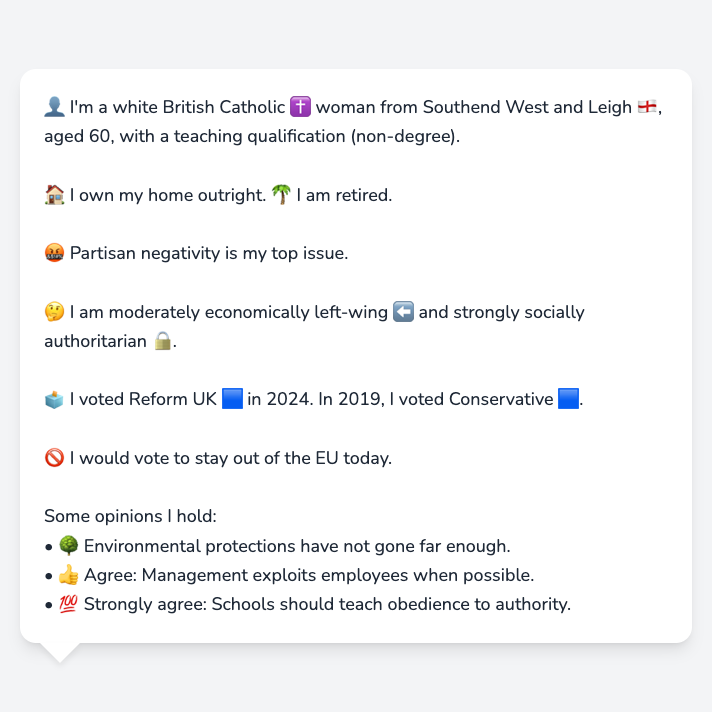 👤 I'm a white British Catholic ✝️ woman from Southend West and Leigh 🏴󠁧󠁢󠁥󠁮󠁧󠁿,
aged 60, with a teaching qualification (non-degree).
🏠 I own my home outright. 🌴 I am retired.
🤬 Partisan negativity is my top issue.
🤔 I am moderately economically left-wing ⬅️ and strongly socially
authoritarian 🔒.
🗳️ I voted Reform UK 🟦 in 2024. In 2019, I voted Conservative 🟦.
🚫 I would vote to stay out of the EU today.
Some opinions I hold:
• 🌳 Environmental protections have not gone far enough.
• 👍 Agree: Management exploits employees when possible.
• 💯 Strongly agree: Schools should teach obedience to authority.